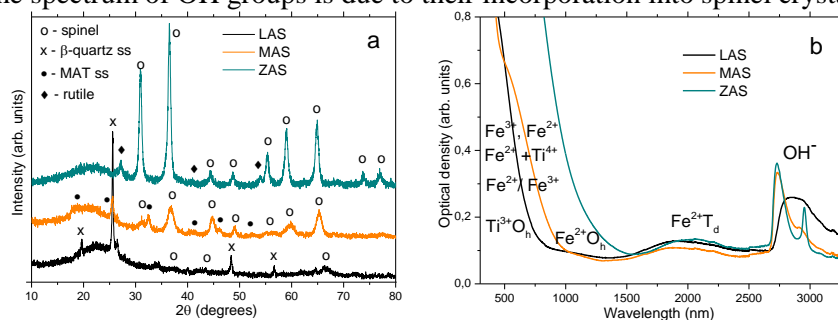 he spectrum of OH groups is due to their incorporation into spinel crysta
a
o - spinel
x - β-quartz ss
• - MAT ss
♦ - rutile
LAS
MAS
ZAS
Intensity (arb. units)
10 20 30 40 50 60 70 80
2θ (degrees)
b
LAS
MAS
ZAS
Optical density (arb. units)
0,8
0,6
0,4
0,2
0,0
Fe³⁺, Fe²⁺
Fe²⁺+Ti⁴⁺
Fe²⁺/ Fe³⁺
Ti³⁺Oₕ
Fe²⁺Oₕ
Fe²⁺T_d
OH⁻
500 1000 1500 2000 2500 3000
Wavelength (nm)